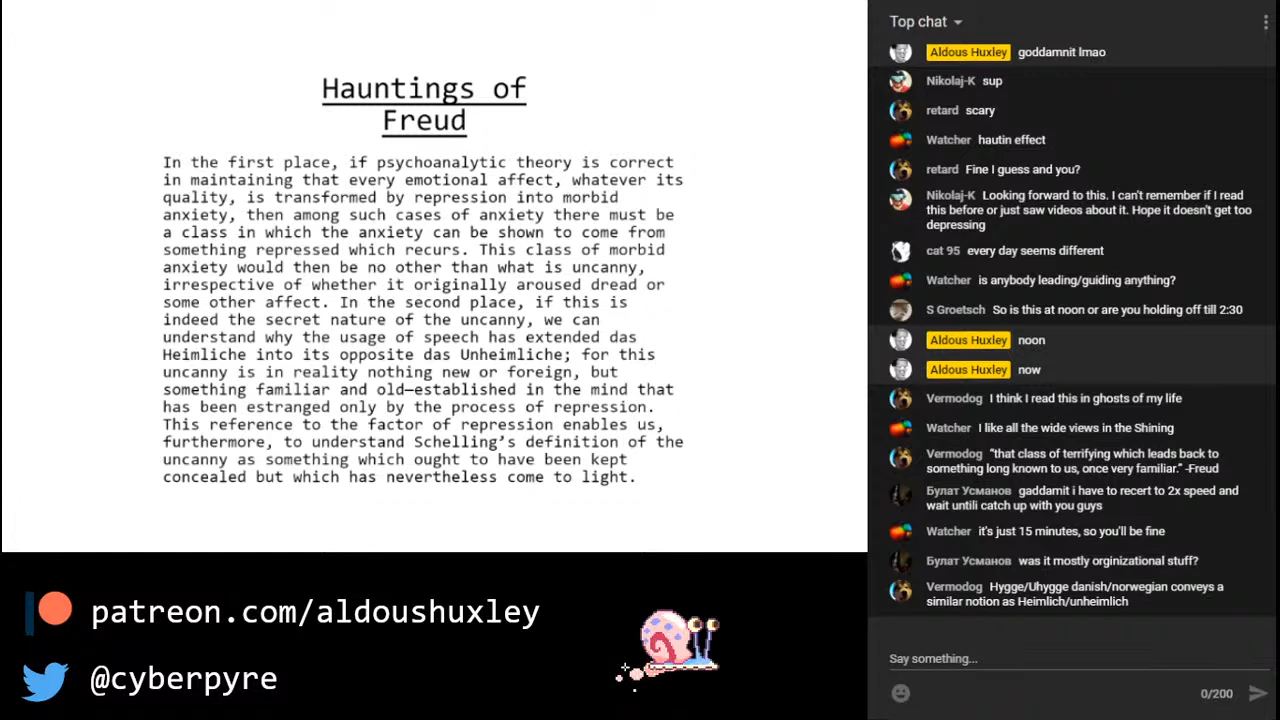 Hauntings of
Freud
In the first place, if psychoanalytic theory is correct
in maintaining that every emotional affect, whatever its
quality, is transformed by repression into morbid
anxiety, then among such cases of anxiety there must be
a class in which the anxiety can be shown to come from
something repressed which recurs. This class of morbid
anxiety would then be no other than what is uncanny,
irrespective of whether it originally aroused dread or
some other affect. In the second place, if this is
indeed the secret nature of the uncanny, we can
understand why the usage of speech has extended das
Heimliche into its opposite das Unheimliche; for this
uncanny is in reality nothing new or foreign, but
something familiar and old—established in the mind that
has been estranged only by the process of repression.
This reference to the factor of repression enables us,
furthermore, to understand Schelling’s definition of the
uncanny as something which ought to have been kept
concealed but which has nevertheless come to light.
patreon.com/aldoushuxley
@cyberpyre
Top chat
Aldous Huxley goddamnit lmao
Nikolaj-K sup
retard scary
Watcher hautin effect
retard Fine I guess and you?
Nikolaj-K Looking forward to this. I can't remember if I read
this before or just saw videos about it. Hope it doesn't get too
depressing
cat 95 every day seems different
Watcher is anybody leading/guiding anything?
S Groetsch So is this at noon or are you holding off till 2:30
Aldous Huxley noon
Aldous Huxley now
Vermodog I think I read this in ghosts of my life
Watcher I like all the wide views in the Shining
Vermodog “that class of terrifying which leads back to
something long known to us, once very familiar.” -Freud
Булат Усманов gaddamit i have to recert to 2x speed and
wait untili catch up with you guys
Watcher it's just 15 minutes, so you'll be fine
Булат Усманов was it mostly orginizational stuff?
Vermodog Hygge/Uhygge danish/norwegian conveys a
similar notion as Heimlich/unheimlich
Say something...
0/200